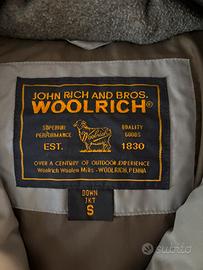 JOHN RICH AND BROS.
WOOLRICH®
SUPERIOR PERFORMANCE
QUALITY GOODS
Woolrich
EST. 1830
OVER A CENTURY OF OUTDOOR EXPERIENCE
Woolrich Woolen Mills - WOOLRICH, PENNA
DOWN
JKT
S
subito